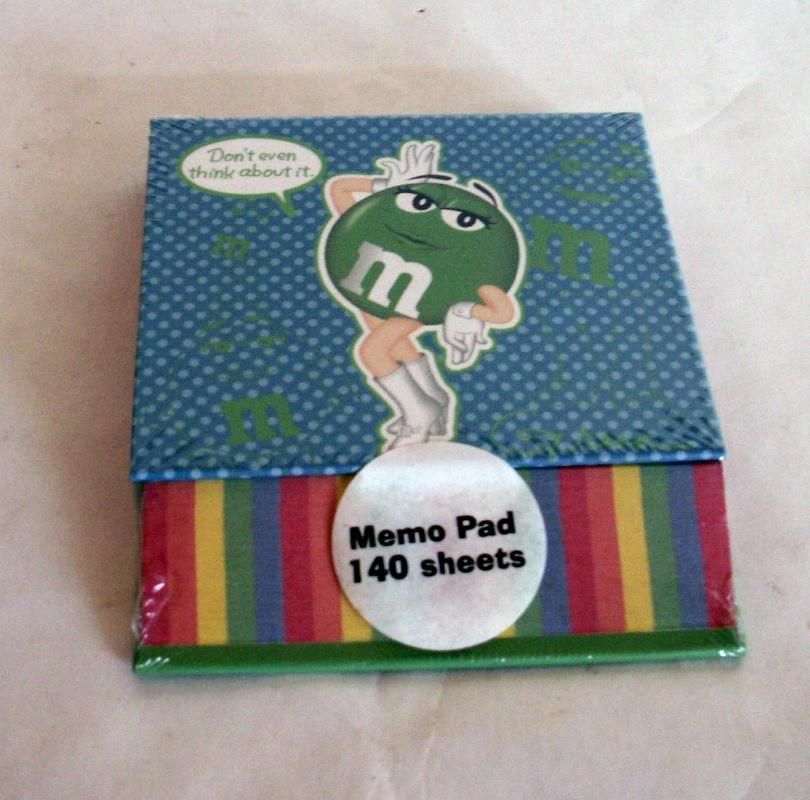 Don't even
think about it.
m
m
m
m
Memo Pad
140 sheets